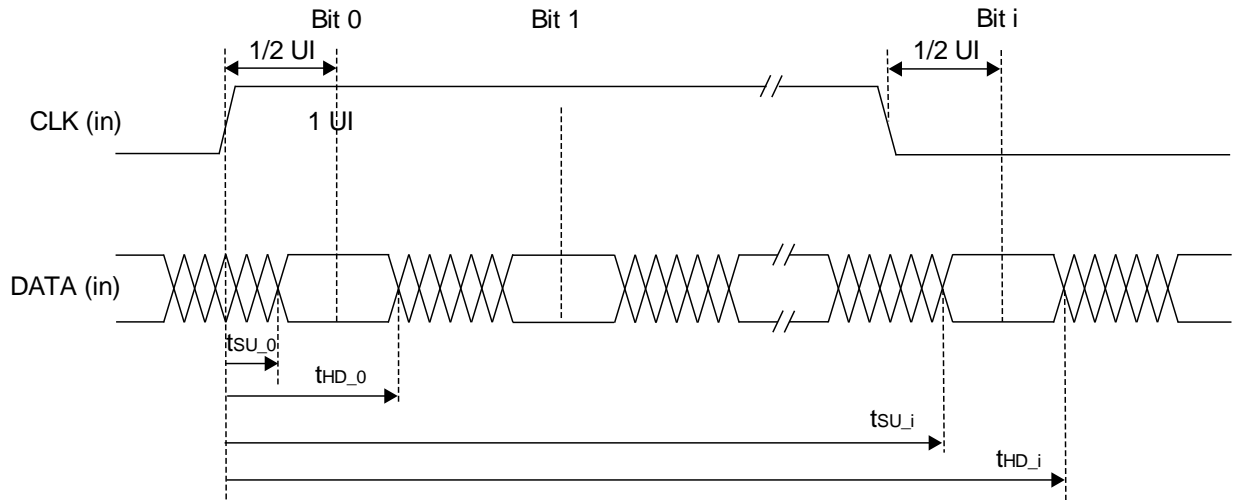 Bit 0
Bit 1
Bit i
1/2 UI
1/2 UI
CLK (in)
1 UI
DATA (in)
tSU_0
tHD_0
tSU_i
tHD_i